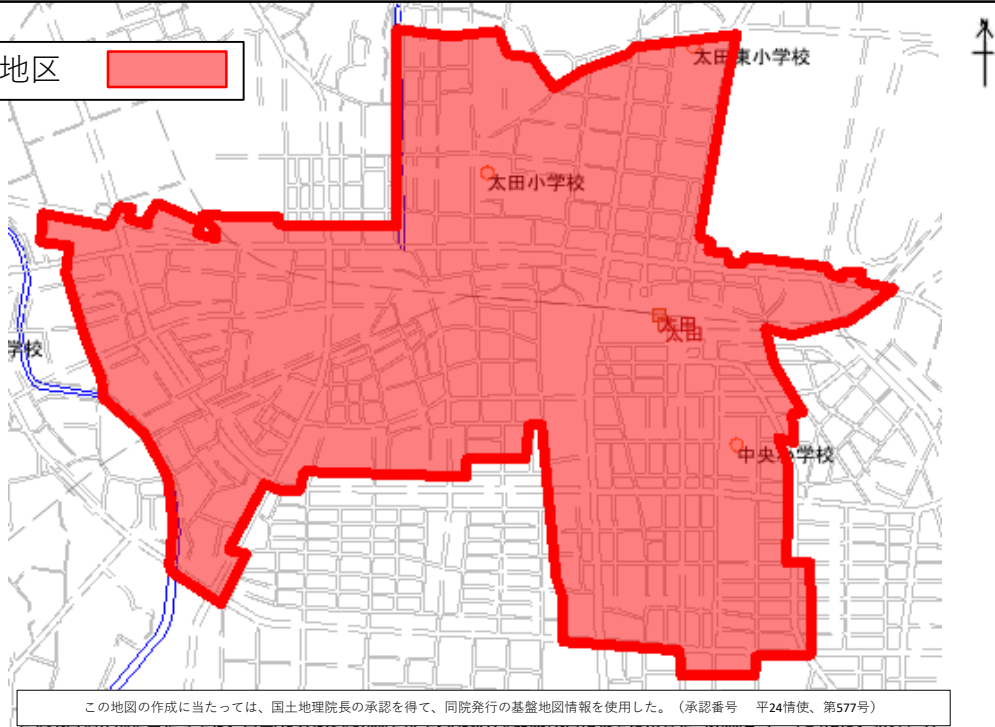 地区
太田東小学校
太田小学校
太田
太田
学校
中央小学校
この地図の作成に当たっては、国土地理院長の承認を得て、同院発行の基盤地図情報を使用した。（承認番号　平24情使、第577号）